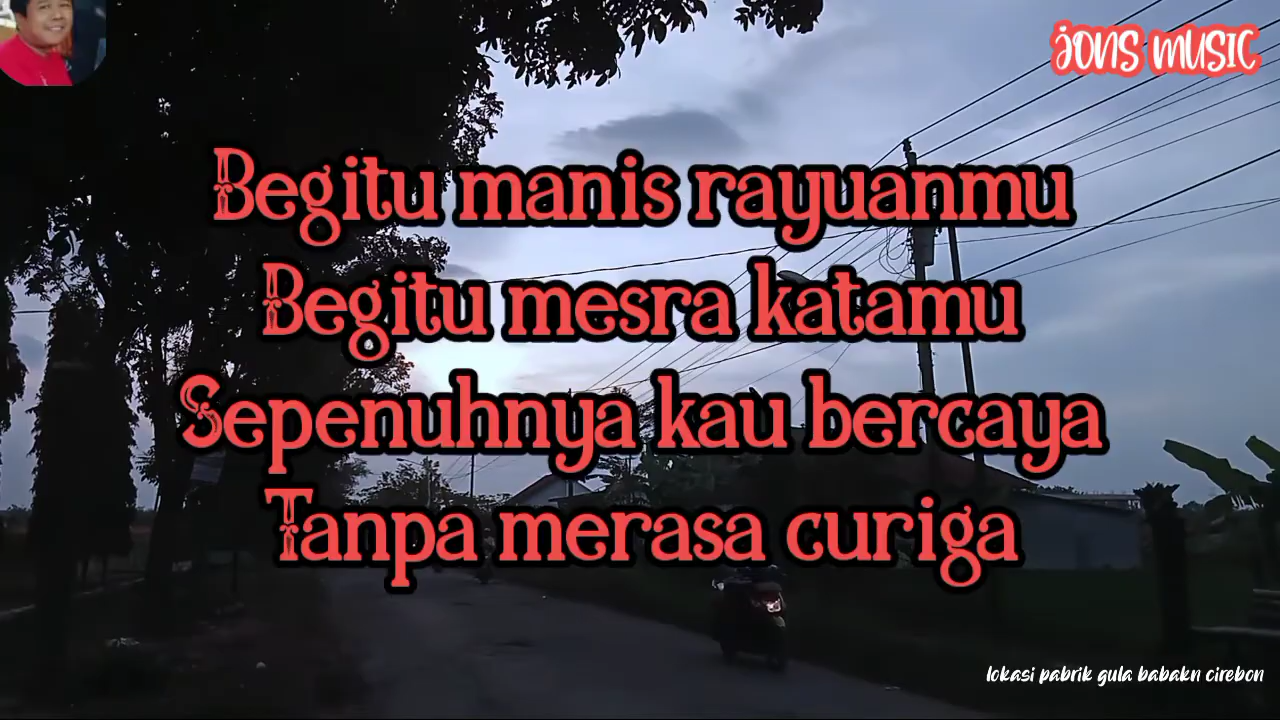 JONS MUSIC
Begitu manis rayuanmu
Begitu mesra katamu
Sepenuhnya kau bercaya
Tanpa merasa curiga
lokasi pabrik gula babakn cirebon